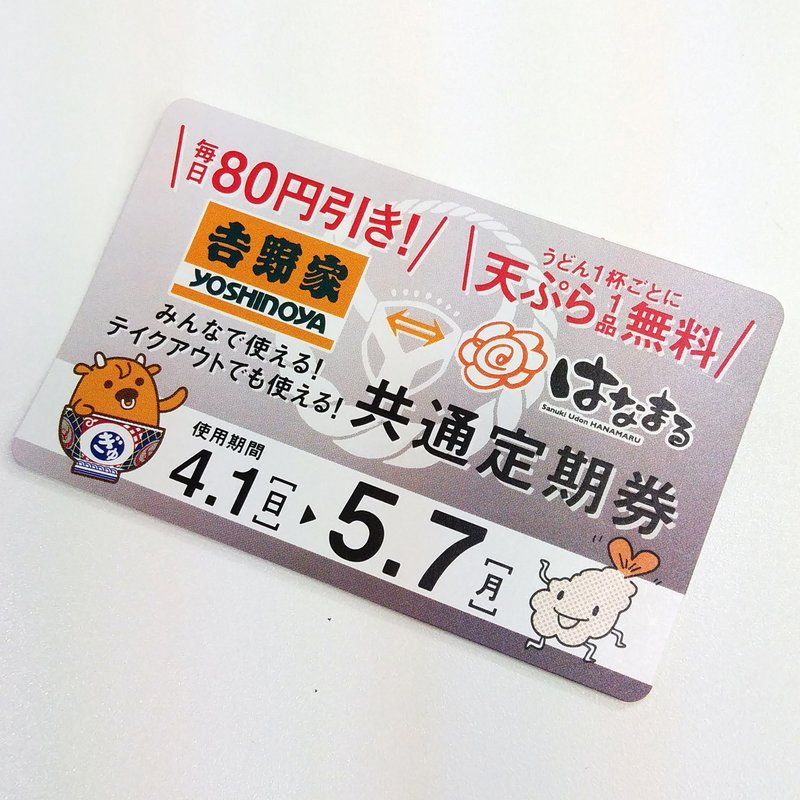 毎日80円引き!
うどん1杯ごとに
天ぷら1品無料
吉野家
YOSHINOYA
はなまる
Sanuki Udon HANAMARU
みんなで使える!
テイクアウトでも使える!
共通定期券
ぎゅ
使用期間
4.1[日]▶5.7[月]